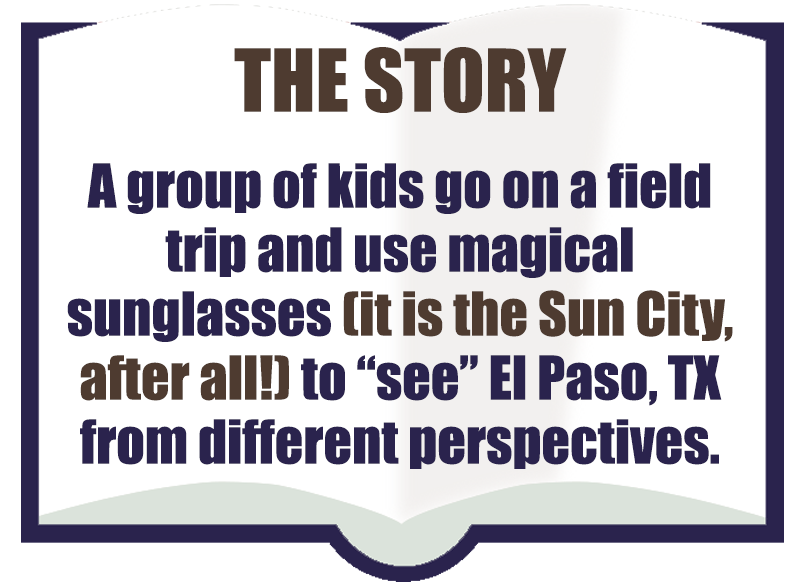 THE STORY
A group of kids go on a field
trip and use magical
sunglasses (it is the Sun City,
after all!) to “see” El Paso, TX
from different perspectives.